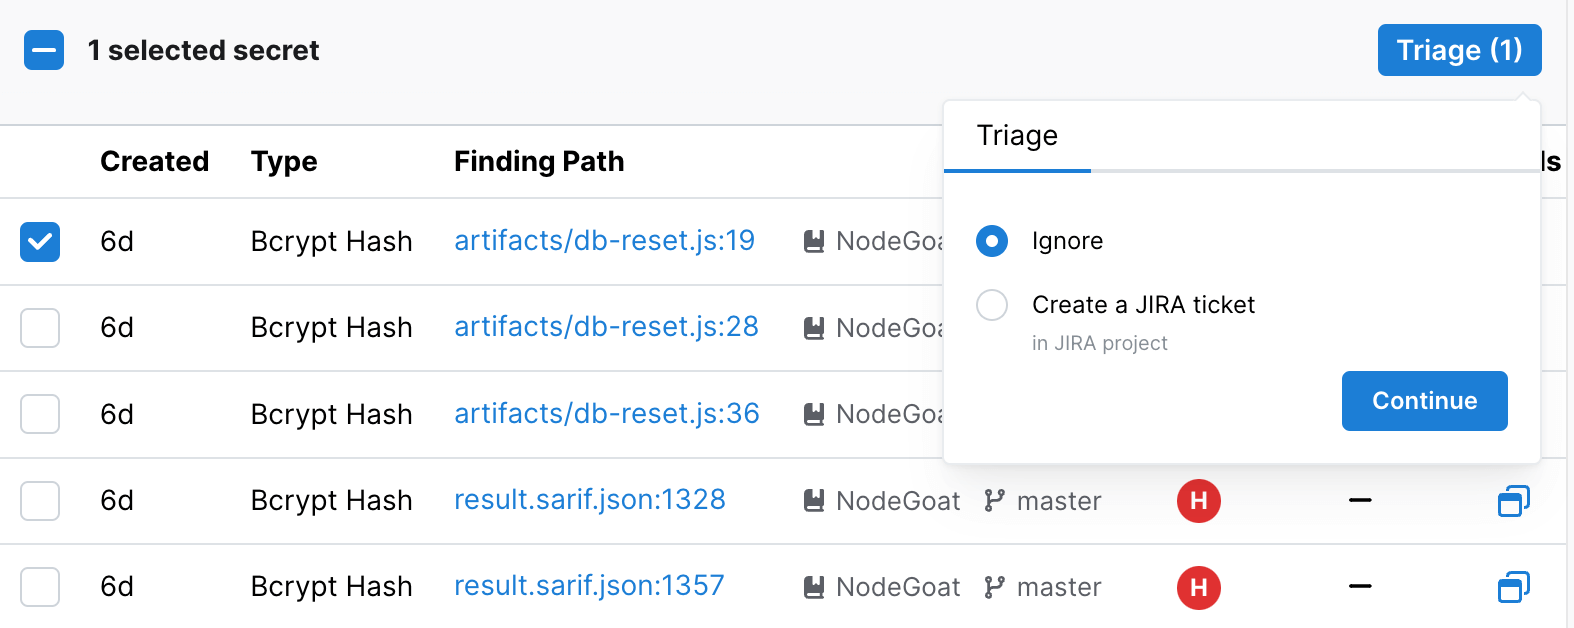 1 selected secret
Triage (1)
Triage
Created Type Finding Path ls
6d Bcrypt Hash artifacts/db-reset.js:19 NodeGoa
Ignore
6d Bcrypt Hash artifacts/db-reset.js:28 NodeGoa
Create a JIRA ticket
in JIRA project
6d Bcrypt Hash artifacts/db-reset.js:36 NodeGoa
Continue
6d Bcrypt Hash result.sarif.json:1328 NodeGoat master H –
6d Bcrypt Hash result.sarif.json:1357 NodeGoat master H –